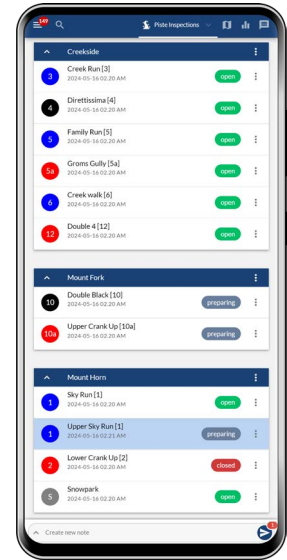 149
Piste Inspections
Creekside
3
Creek Run [3]
2024-05-16 02.20 AM
open
4
Direttissima [4]
2024-05-16 02.20 AM
open
5
Family Run [5]
2024-05-16 02.20 AM
open
5a
Groms Gully [5a]
2024-05-16 02.20 AM
open
6
Creek walk [6]
2024-05-16 02.20 AM
open
12
Double 4 [12]
2024-05-16 02.20 AM
open
Mount Fork
10
Double Black [10]
2024-05-16 02.20 AM
preparing
10a
Upper Crank Up [10a]
2024-05-16 02.20 AM
preparing
Mount Horn
1
Sky Run [1]
2024-05-16 02.20 AM
open
1
Upper Sky Run [1]
2024-05-16 02.21 AM
preparing
2
Lower Crank Up [2]
2024-05-16 02.20 AM
closed
S
Snowpark
2024-05-16 02.20 AM
open
Create new note
1